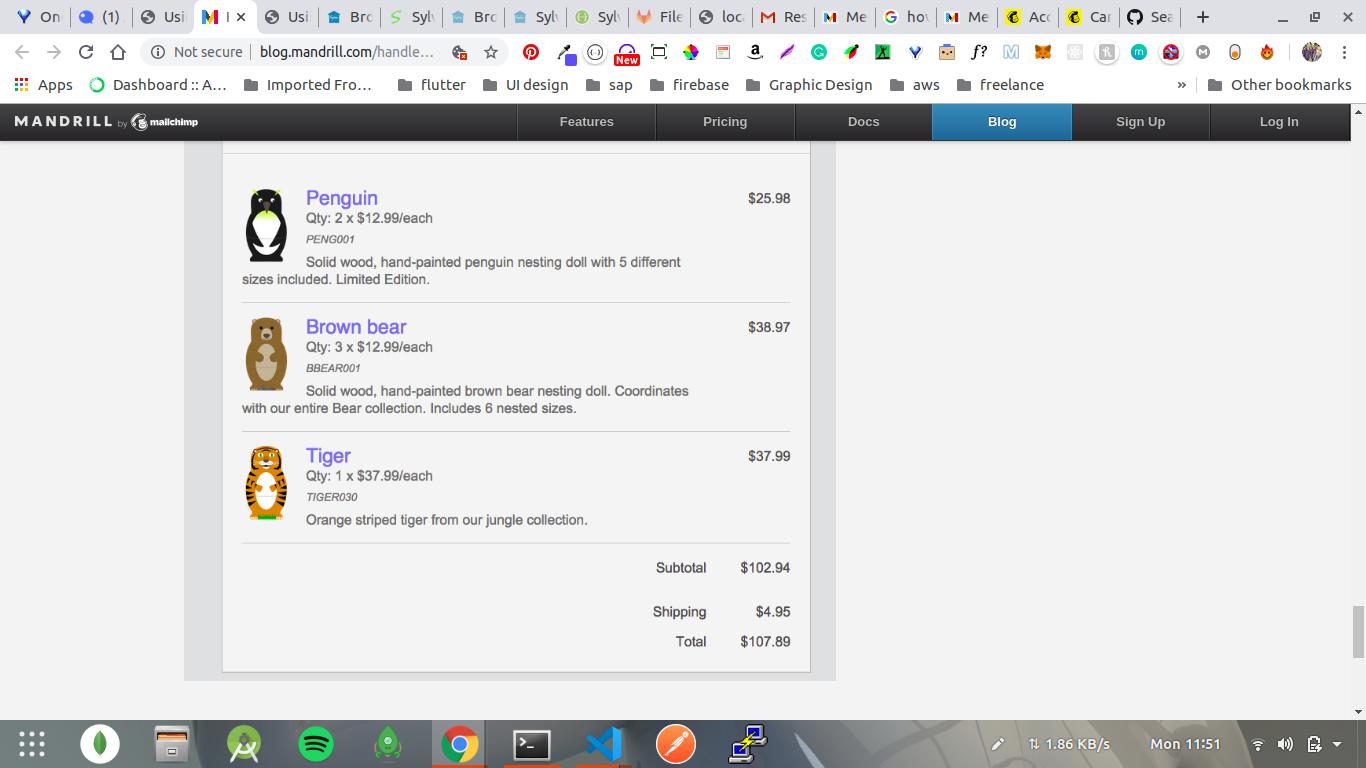 On
(1)
Usi
I
Usi
Bro
Sylv
Bro
Sylv
Sylv
File
loca
Res
Me
hov
Me
Acc
Car
Sea
Not secure
blog.mandrill.com/handle...
New
f?
Apps
Dashboard :: A...
Imported Fro...
flutter
UI design
sap
firebase
Graphic Design
aws
freelance
»
Other bookmarks
MANDRILL by mailchimp
Features
Pricing
Docs
Blog
Sign Up
Log In
Penguin $25.98
Qty: 2 x $12.99/each
PENG001
Solid wood, hand-painted penguin nesting doll with 5 different
sizes included. Limited Edition.
Brown bear $38.97
Qty: 3 x $12.99/each
BBEAR001
Solid wood, hand-painted brown bear nesting doll. Coordinates
with our entire Bear collection. Includes 6 nested sizes.
Tiger $37.99
Qty: 1 x $37.99/each
TIGER030
Orange striped tiger from our jungle collection.
Subtotal $102.94
Shipping $4.95
Total $107.89
1.86 KB/s
Mon 11:51